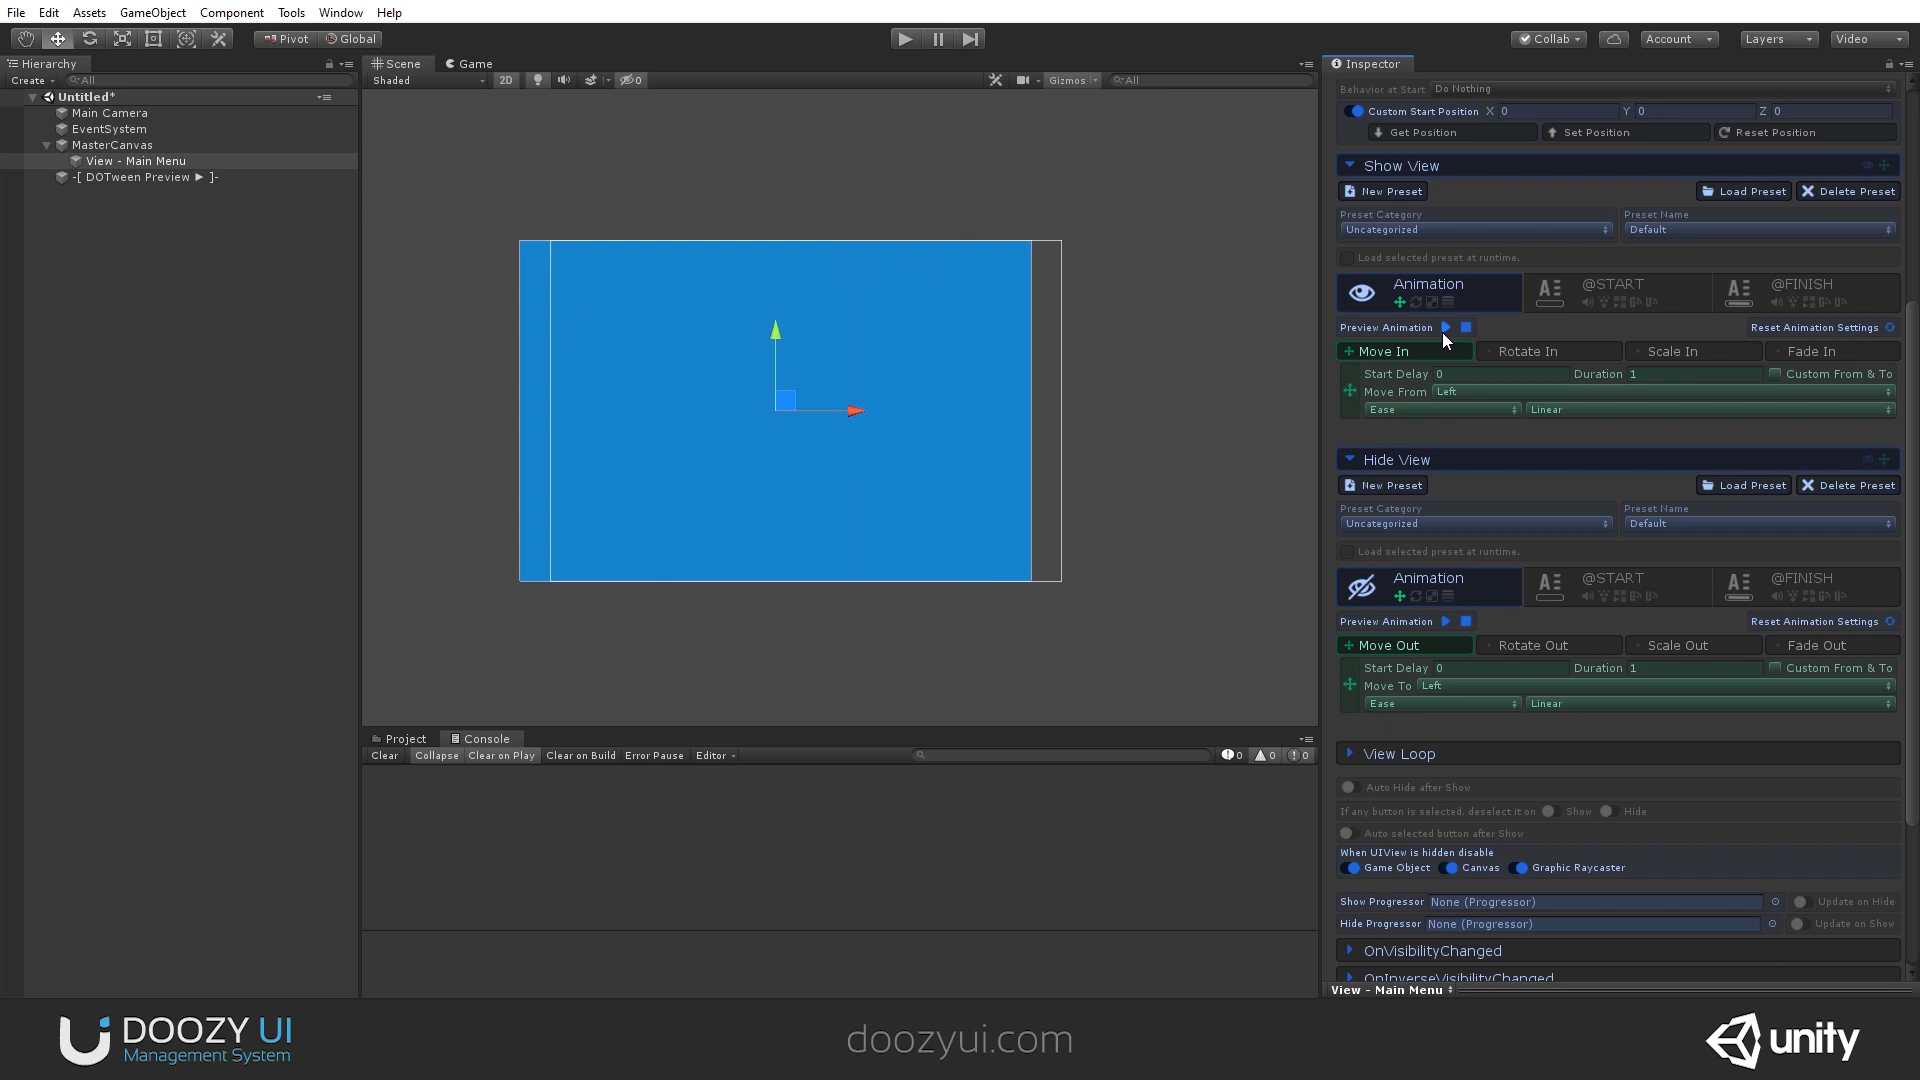 File Edit Assets GameObject Component Tools Window Help
Pivot Global Collab Account Layers Video
Hierarchy
Create All
Untitled*
Main Camera
EventSystem
MasterCanvas
View - Main Menu
-[ DOTween Preview ► ]-
Scene Game
Shaded 2D 0 Gizmos All
Project Console
Clear Collapse Clear on Play Clear on Build Error Pause Editor 0 0 0
Inspector
Behavior at Start Do Nothing
Custom Start Position X 0 Y 0 Z 0
Get Position Set Position Reset Position
Show View
New Preset Load Preset Delete Preset
Preset Category Preset Name
Uncategorized Default
Load selected preset at runtime.
Animation @START @FINISH
Preview Animation Reset Animation Settings
Move In Rotate In Scale In Fade In
Start Delay 0 Duration 1 Custom From & To
Move From Left
Ease Linear
Hide View
New Preset Load Preset Delete Preset
Preset Category Preset Name
Uncategorized Default
Load selected preset at runtime.
Animation @START @FINISH
Preview Animation Reset Animation Settings
Move Out Rotate Out Scale Out Fade Out
Start Delay 0 Duration 1 Custom From & To
Move To Left
Ease Linear
View Loop
Auto Hide after Show
If any button is selected, deselect it on Show Hide
Auto selected button after Show
When UIView is hidden disable
Game Object Canvas Graphic Raycaster
Show Progressor None (Progressor) Update on Hide
Hide Progressor None (Progressor) Update on Show
OnVisibilityChanged
OnInverseVisibilityChanged
View - Main Menu
DOOZY UI
Management System
doozyui.com
unity